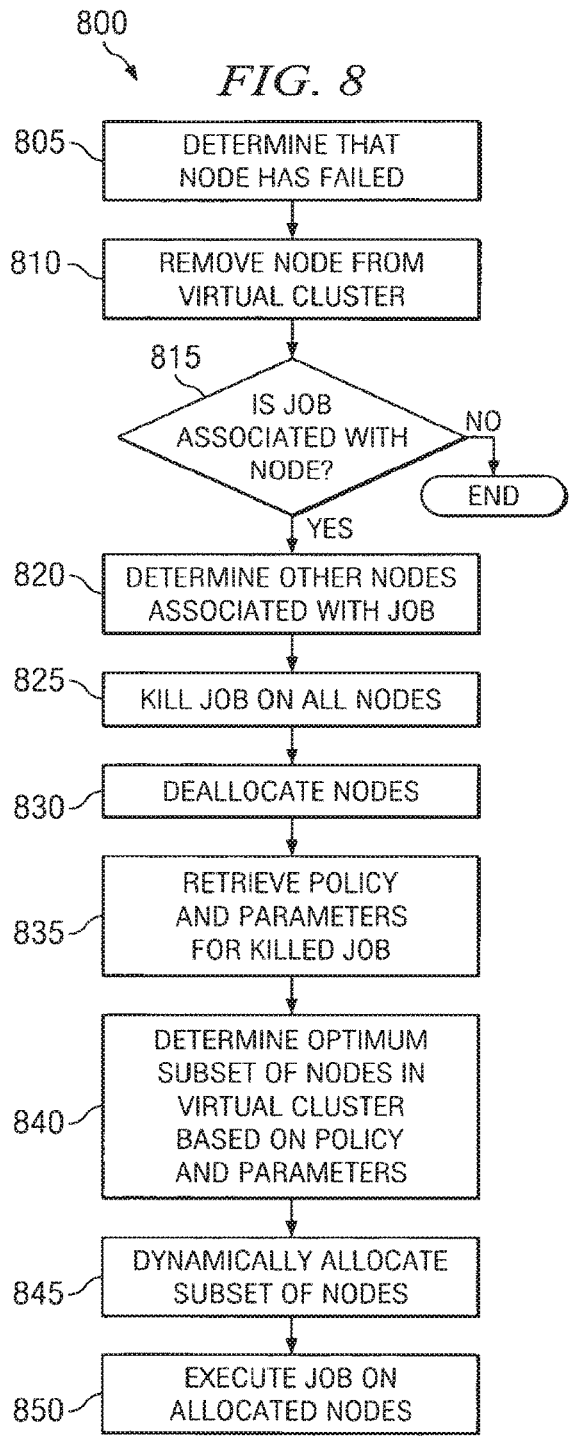 800
FIG. 8
805
DETERMINE THAT
NODE HAS FAILED
810
REMOVE NODE FROM
VIRTUAL CLUSTER
815
IS JOB
ASSOCIATED WITH
NODE?
NO
END
YES
820
DETERMINE OTHER NODES
ASSOCIATED WITH JOB
825
KILL JOB ON ALL NODES
830
DEALLOCATE NODES
835
RETRIEVE POLICY
AND PARAMETERS
FOR KILLED JOB
840
DETERMINE OPTIMUM
SUBSET OF NODES IN
VIRTUAL CLUSTER
BASED ON POLICY
AND PARAMETERS
845
DYNAMICALLY ALLOCATE
SUBSET OF NODES
850
EXECUTE JOB ON
ALLOCATED NODES